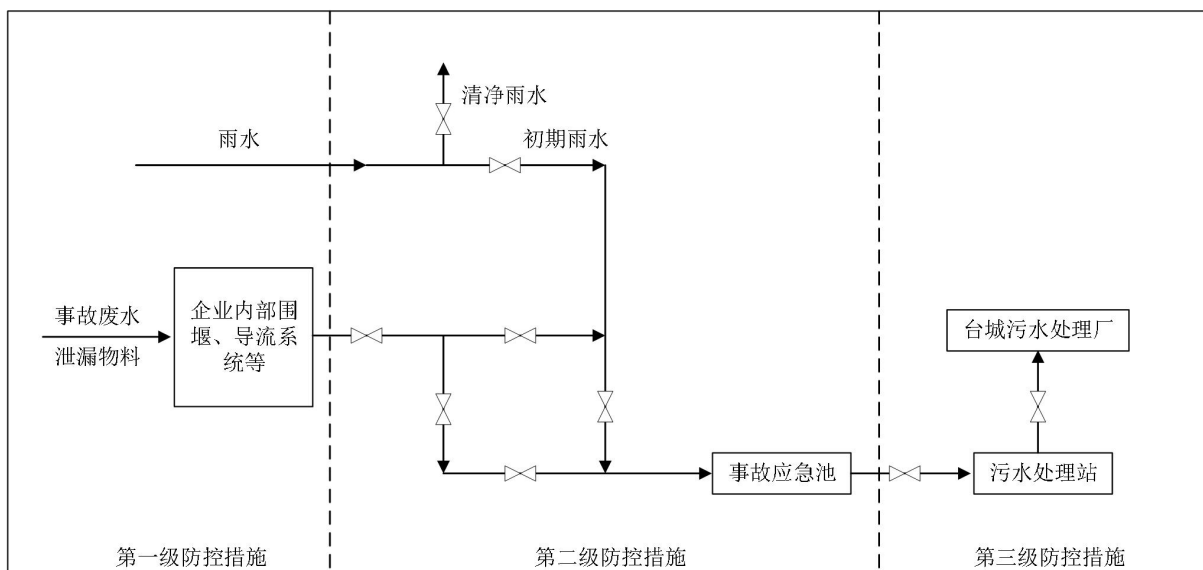 清净雨水
雨水
初期雨水
事故废水
泄漏物料
企业内部围
堰、导流系
统等
台城污水处理厂
事故应急池
污水处理站
第一级防控措施
第二级防控措施
第三级防控措施